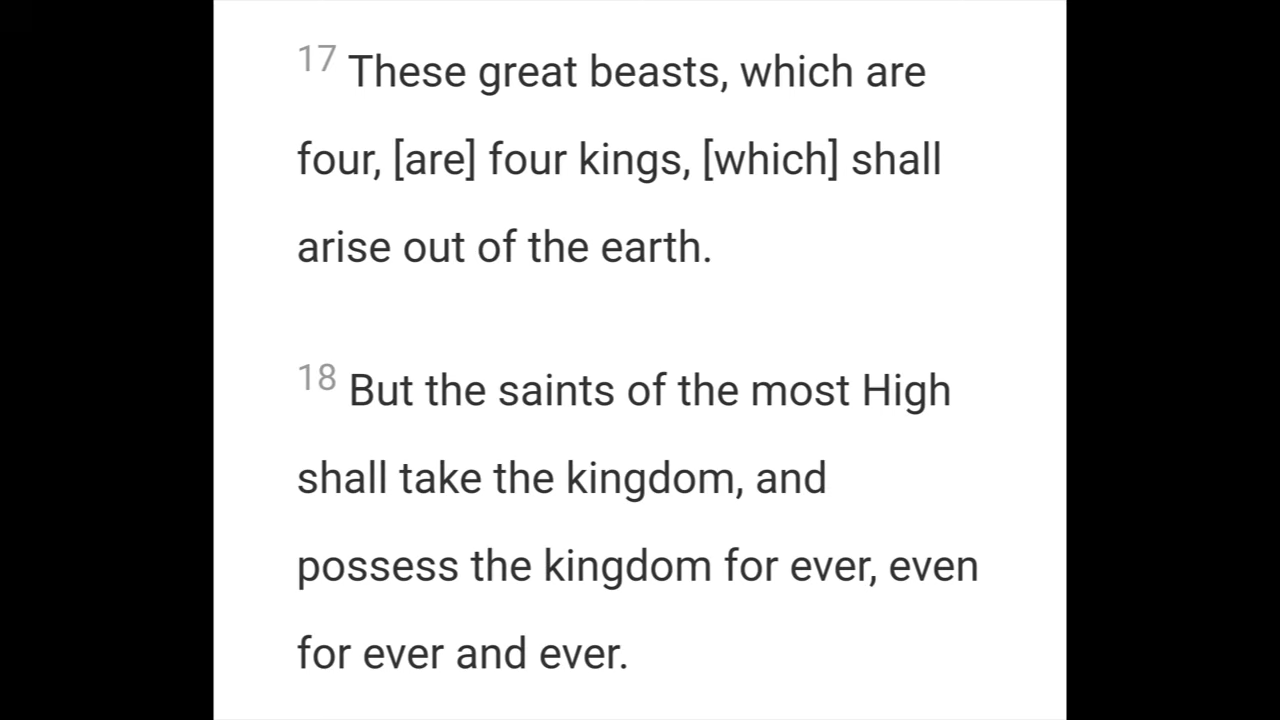 17 These great beasts, which are
four, [are] four kings, [which] shall
arise out of the earth.
18 But the saints of the most High
shall take the kingdom, and
possess the kingdom for ever, even
for ever and ever.